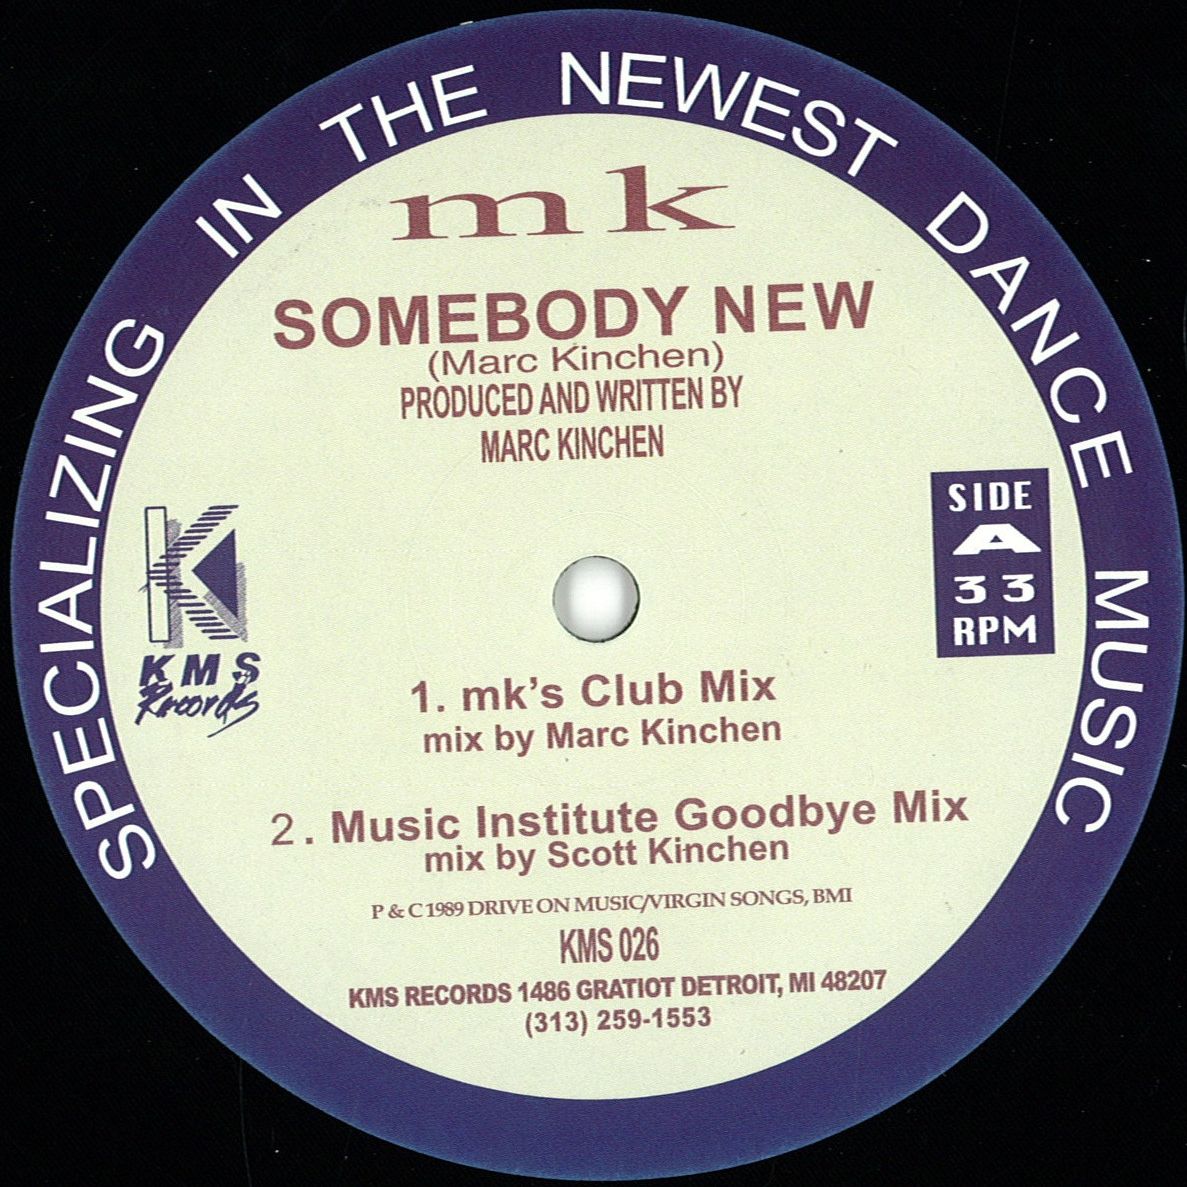 SPECIALIZING IN THE NEWEST DANCE MUSIC
mk
SOMEBODY NEW
(Marc Kinchen)
PRODUCED AND WRITTEN BY
MARC KINCHEN
K
KMS
Records
SIDE
A
33
RPM
1. mk's Club Mix
mix by Marc Kinchen
2. Music Institute Goodbye Mix
mix by Scott Kinchen
P & C 1989 DRIVE ON MUSIC/VIRGIN SONGS, BMI
KMS 026
KMS RECORDS 1486 GRATIOT DETROIT, MI 48207
(313) 259-1553